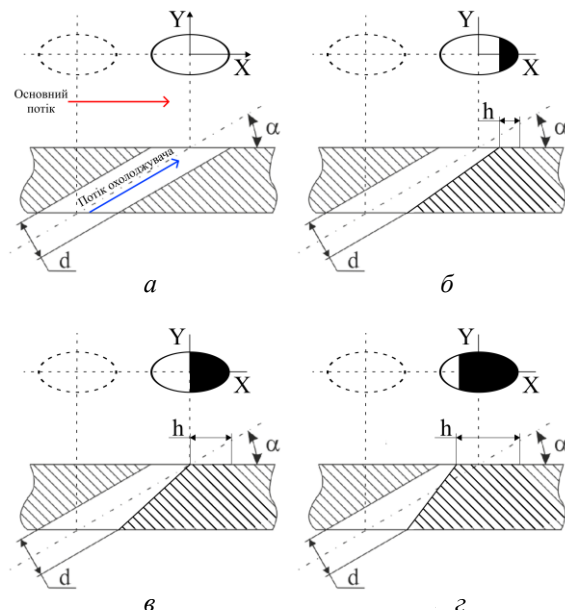 Y
X
Основний
потік
α
Потік охолоджувача
d
а
Y
X
h
α
d
б
Y
X
h
α
d
в
Y
X
h
α
d
г